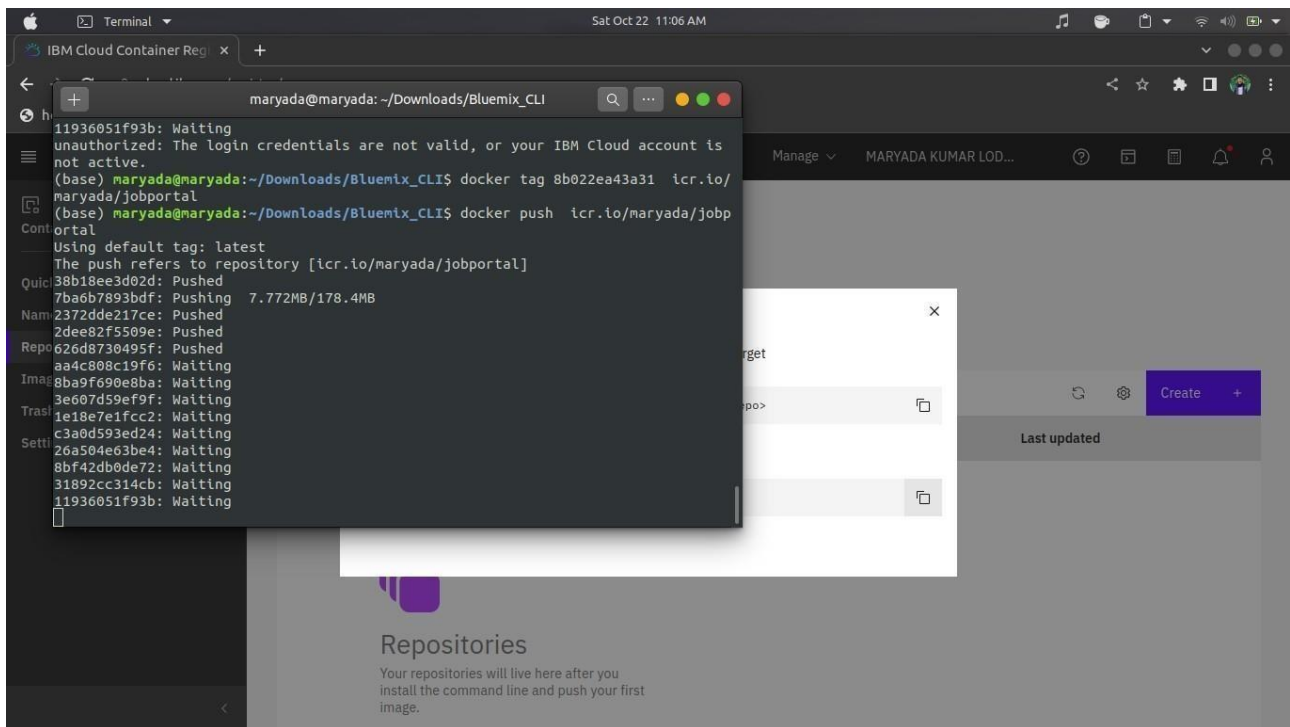 Terminal
Sat Oct 22 11:06 AM
IBM Cloud Container Reg
maryada@maryada: ~/Downloads/Bluemix_CLI
11936051f93b: Waiting
unauthorized: The login credentials are not valid, or your IBM Cloud account is
not active.
(base) maryada@maryada:~/Downloads/Bluemix_CLI$ docker tag 8b022ea43a31  icr.io/
maryada/jobportal
(base) maryada@maryada:~/Downloads/Bluemix_CLI$ docker push  icr.io/maryada/jobp
ortal
Using default tag: latest
The push refers to repository [icr.io/maryada/jobportal]
38b18ee3d02d: Pushed
7ba6b7893bdf: Pushing  7.772MB/178.4MB
2372dde217ce: Pushed
2dee82f5509e: Pushed
626d8730495f: Pushed
aa4c808c19f6: Waiting
8ba9f690e8ba: Waiting
3e607d59ef9f: Waiting
1e18e7e1fcc2: Waiting
c3a0d593ed24: Waiting
26a504e63be4: Waiting
8bf42db0de72: Waiting
31892cc314cb: Waiting
11936051f93b: Waiting
Manage
MARYADA KUMAR LOD...
Cont
Quic
Nam
Repo
Imag
Trash
Setti
rget
epo>
Create +
Last updated
Repositories
Your repositories will live here after you
install the command line and push your first
image.